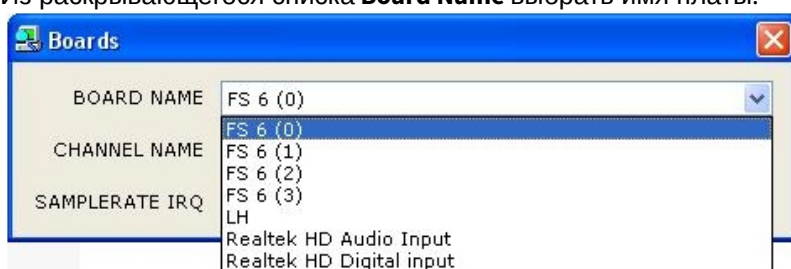 Из раскрывающегося списка Board Name выбрать имя платы.
Boards
BOARD NAME FS 6 (0)
FS 6 (0)
CHANNEL NAME FS 6 (1)
FS 6 (2)
SAMPLERATE IRQ FS 6 (3)
LH
Realtek HD Audio Input
Realtek HD Digital input